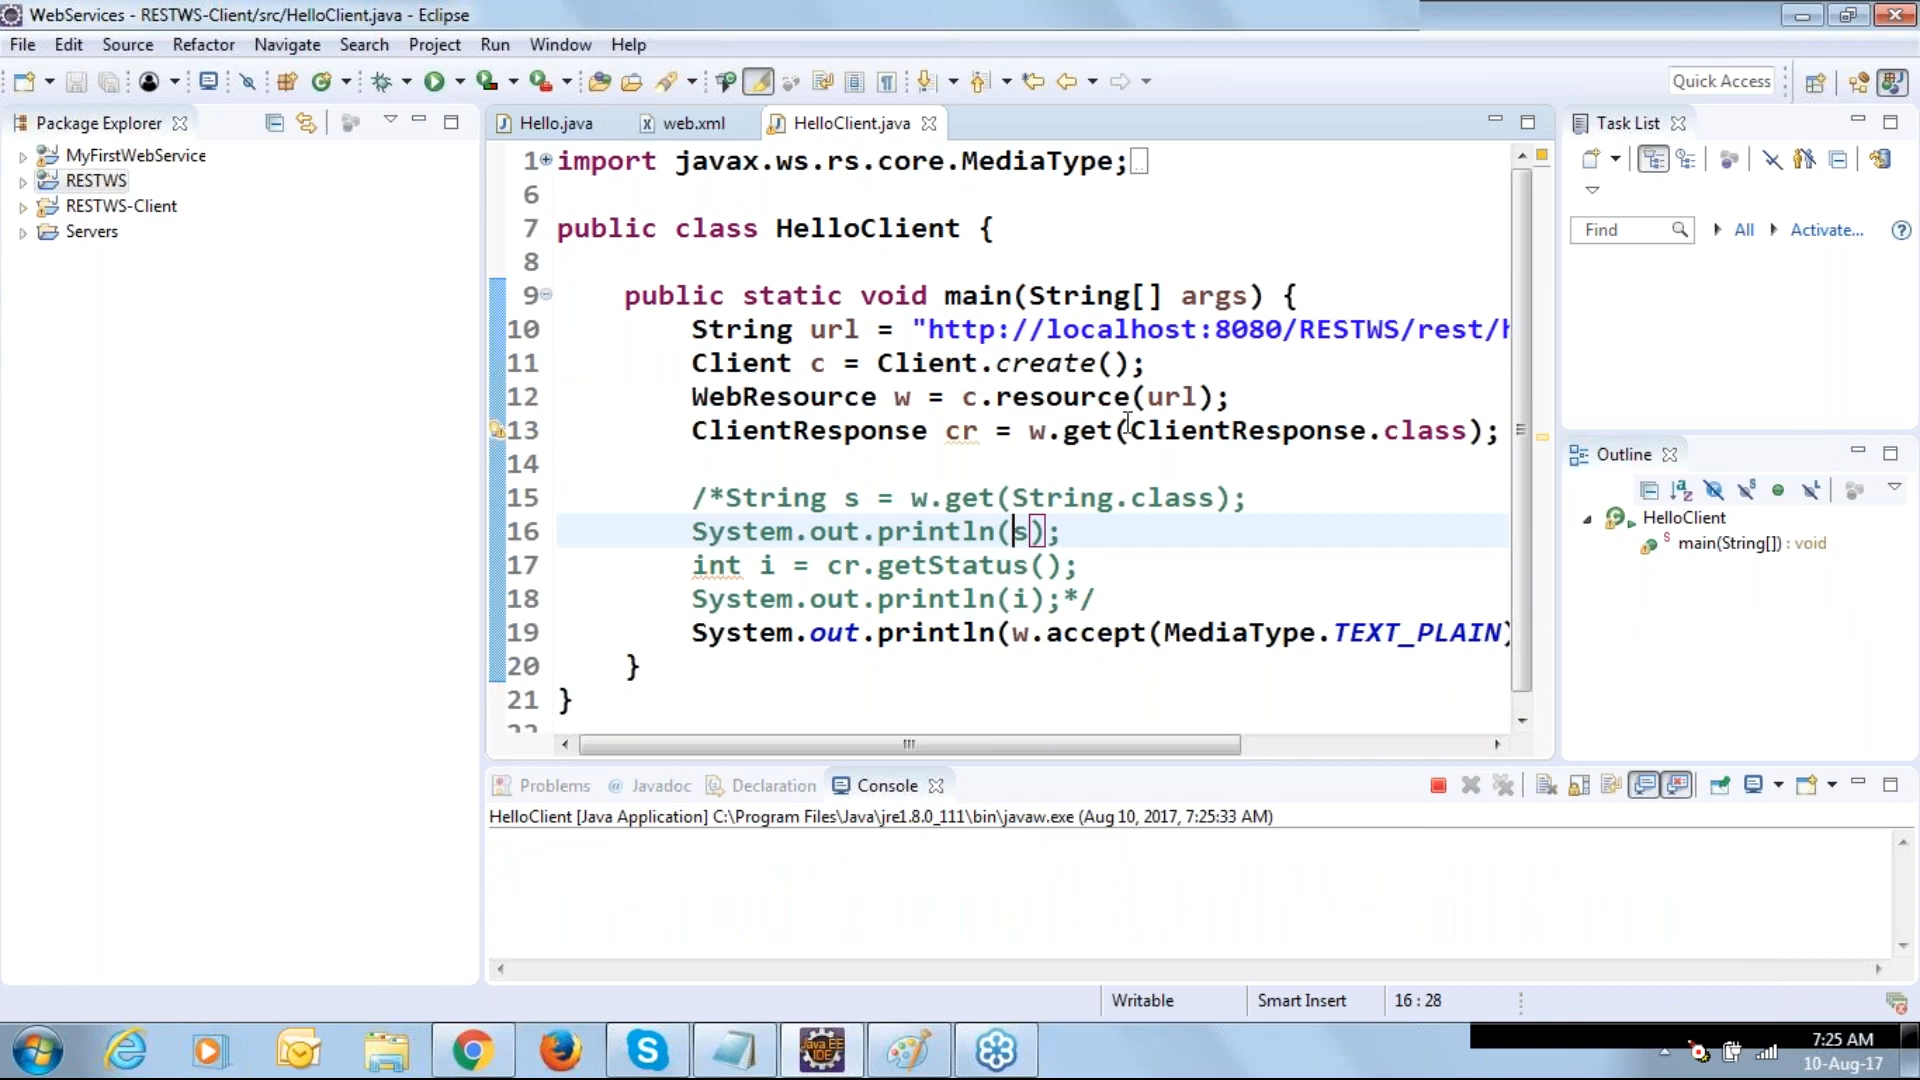 WebServices - RESTWS-Client/src/HelloClient.java - Eclipse
File Edit Source Refactor Navigate Search Project Run Window Help
Quick Access
Package Explorer
MyFirstWebService
RESTWS
RESTWS-Client
Servers
Hello.java web.xml HelloClient.java
1 import javax.ws.rs.core.MediaType;
6
7 public class HelloClient {
8
9 public static void main(String[] args) {
10 String url = "http://localhost:8080/RESTWS/rest/h
11 Client c = Client.create();
12 WebResource w = c.resource(url);
13 ClientResponse cr = w.get(ClientResponse.class);
14
15 /*String s = w.get(String.class);
16 System.out.println(s);
17 int i = cr.getStatus();
18 System.out.println(i);*/
19 System.out.println(w.accept(MediaType.TEXT_PLAIN)
20 }
21 }
Task List
Find All Activate...
Outline
HelloClient
main(String[]) : void
Problems @ Javadoc Declaration Console
HelloClient [Java Application] C:\Program Files\Java\jre1.8.0_111\bin\javaw.exe (Aug 10, 2017, 7:25:33 AM)
Writable Smart Insert 16 : 28
Java EE
IDE
7:25 AM
10-Aug-17